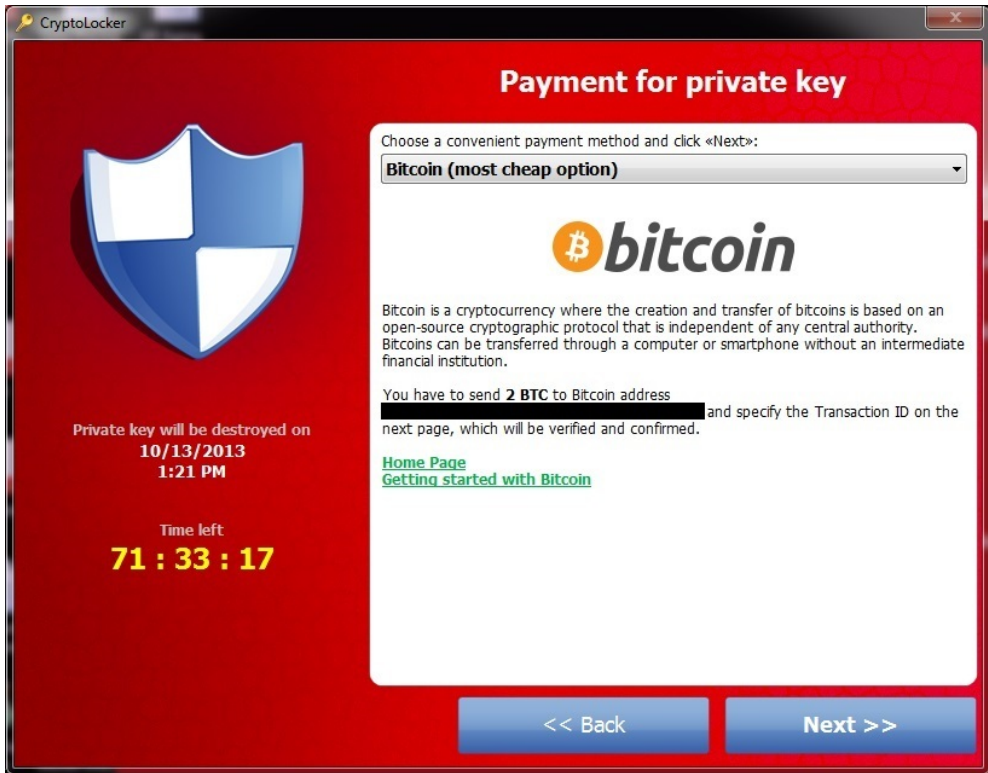 CryptoLocker
Payment for private key
Choose a convenient payment method and click «Next»:
Bitcoin (most cheap option)
bitcoin
Bitcoin is a cryptocurrency where the creation and transfer of bitcoins is based on an
open-source cryptographic protocol that is independent of any central authority.
Bitcoins can be transferred through a computer or smartphone without an intermediate
financial institution.
You have to send 2 BTC to Bitcoin address
and specify the Transaction ID on the
next page, which will be verified and confirmed.
Home Page
Getting started with Bitcoin
Private key will be destroyed on
10/13/2013
1:21 PM
Time left
71 : 33 : 17
<< Back
Next >>